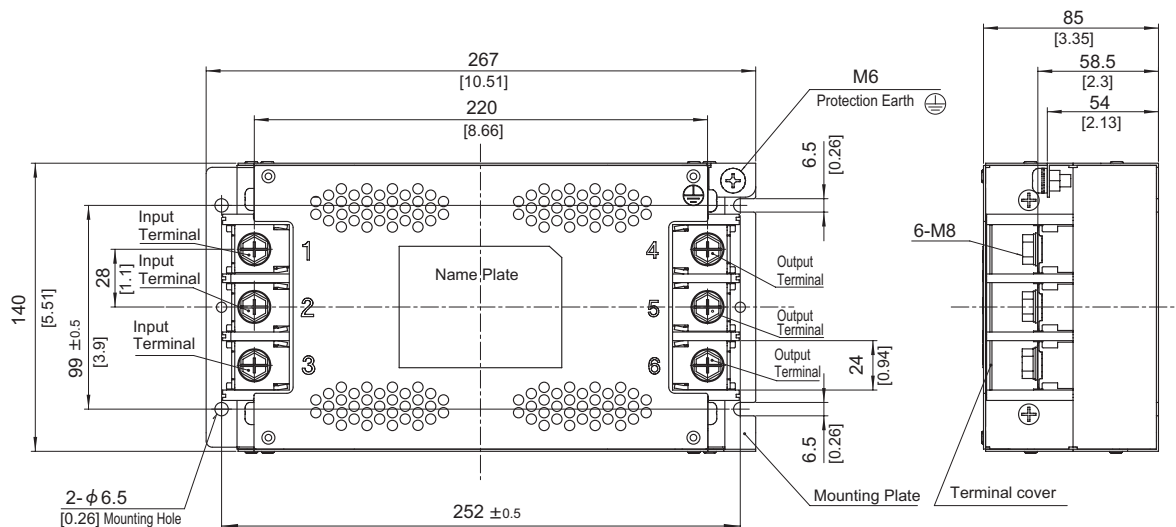 267
[10.51]
220
[8.66]
M6
Protection Earth
6.5
[0.26]
85
[3.35]
58.5
[2.3]
54
[2.13]
140
[5.51]
99 ±0.5
[3.9]
28
[1.1]
Input
Terminal
Input
Terminal
Input
Terminal
1
2
3
Name Plate
4
5
6
Output
Terminal
Output
Terminal
Output
Terminal
24
[0.94]
6.5
[0.26]
6-M8
2-ϕ6.5
[0.26] Mounting Hole
252 ±0.5
Mounting Plate
Terminal cover